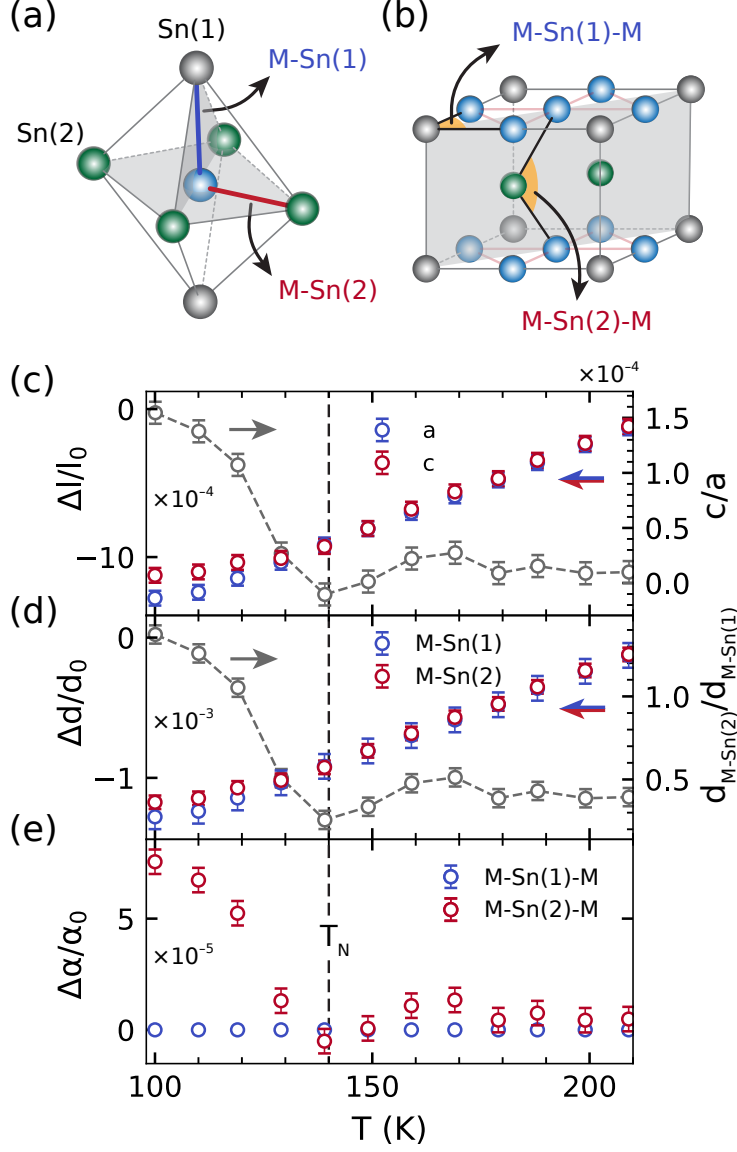 (a)
(b)
Sn(1)
M-Sn(1)
Sn(2)
M-Sn(2)
M-Sn(1)-M
M-Sn(2)-M
(c)
×10⁻⁴
0
−10
Δl/l₀
×10⁻⁴
a
c
1.5
1.0
0.5
0.0
c/a
(d)
0
−1
Δd/d₀
×10⁻³
M-Sn(1)
M-Sn(2)
1.0
0.5
d_M-Sn(2)/d_M-Sn(1)
(e)
5
0
Δα/α₀
×10⁻⁵
M-Sn(1)-M
M-Sn(2)-M
T_N
100
150
200
T (K)